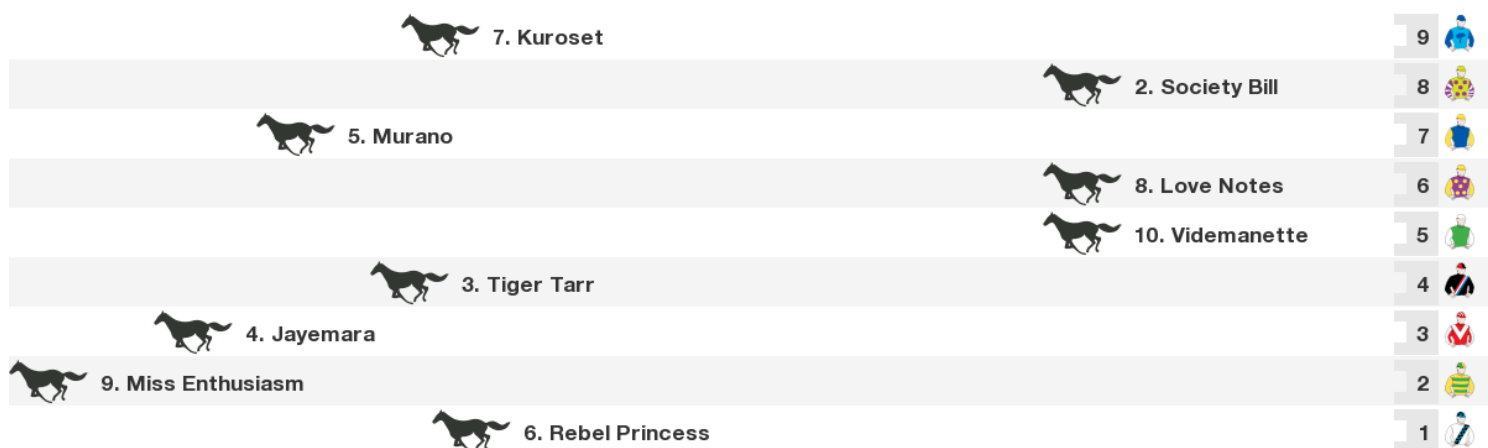 7. Kuroset 9
2. Society Bill 8
5. Murano 7
8. Love Notes 6
10. Videmanette 5
3. Tiger Tarr 4
4. Jayemara 3
9. Miss Enthusiasm 2
6. Rebel Princess 1